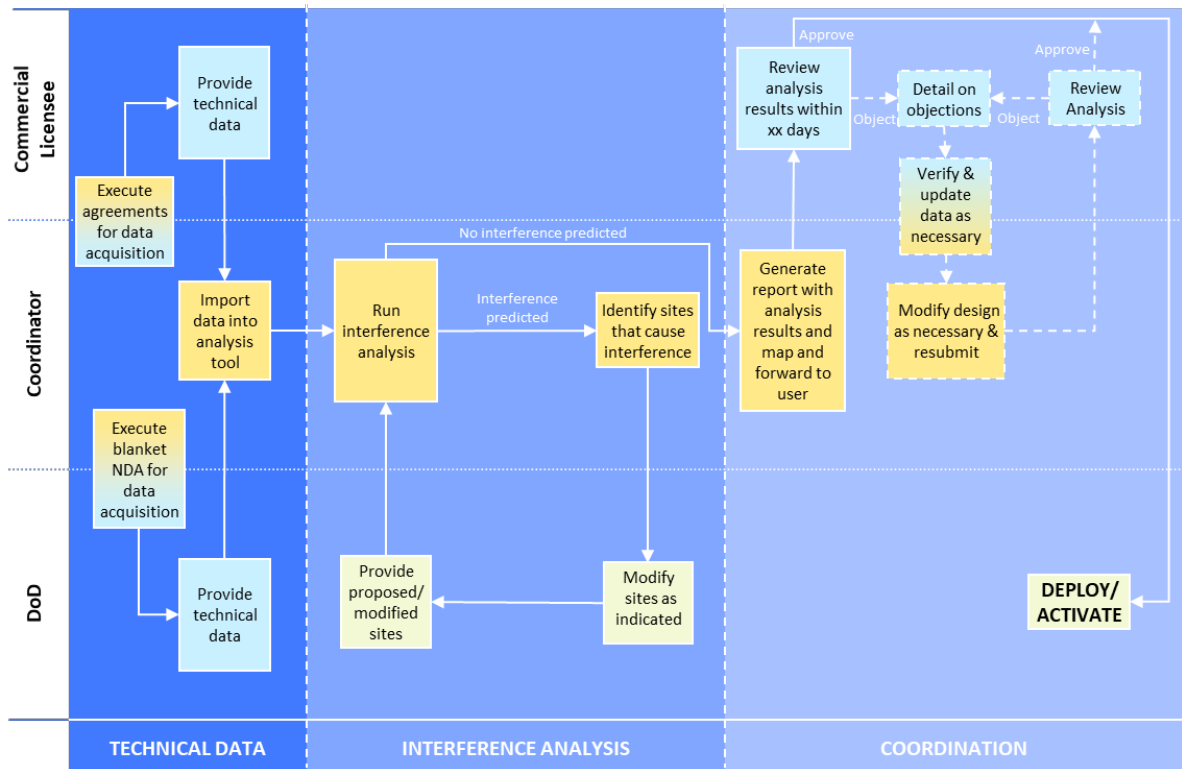 Commercial
Licensee
Provide
technical
data
Execute
agreements
for data
acquisition
Coordinator
Import
data into
analysis
tool
Execute
blanket
NDA for
data
acquisition
DoD
Provide
technical
data
TECHNICAL DATA
No interference predicted
Run
interference
analysis
Interference
predicted
Identify sites
that cause
interference
Provide
proposed/
modified
sites
Modify
sites as
indicated
INTERFERENCE ANALYSIS
Approve
Review
analysis
results within
xx days
Object
Detail on
objections
Object
Approve
Review
Analysis
Verify &
update
data as
necessary
Generate
report with
analysis
results and
map and
forward to
user
Modify design
as necessary &
resubmit
DEPLOY/
ACTIVATE
COORDINATION